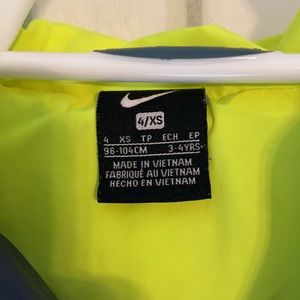 4/XS
4 XS TP ECH EP
96-104CM 3-4YRS
MADE IN VIETNAM
FABRIQUÉ AU VIETNAM
HECHO EN VIETNAM